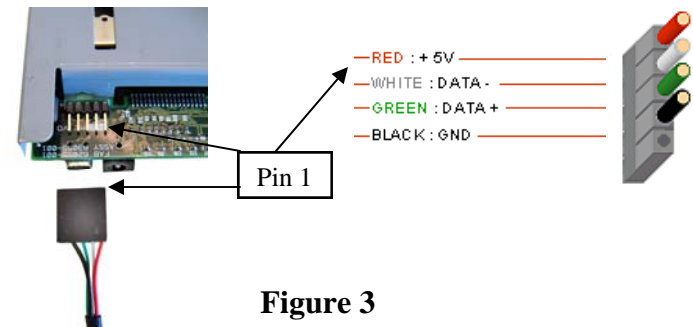 RED : + 5V
WHITE : DATA -
GREEN : DATA +
BLACK : GND
Pin 1
Figure 3